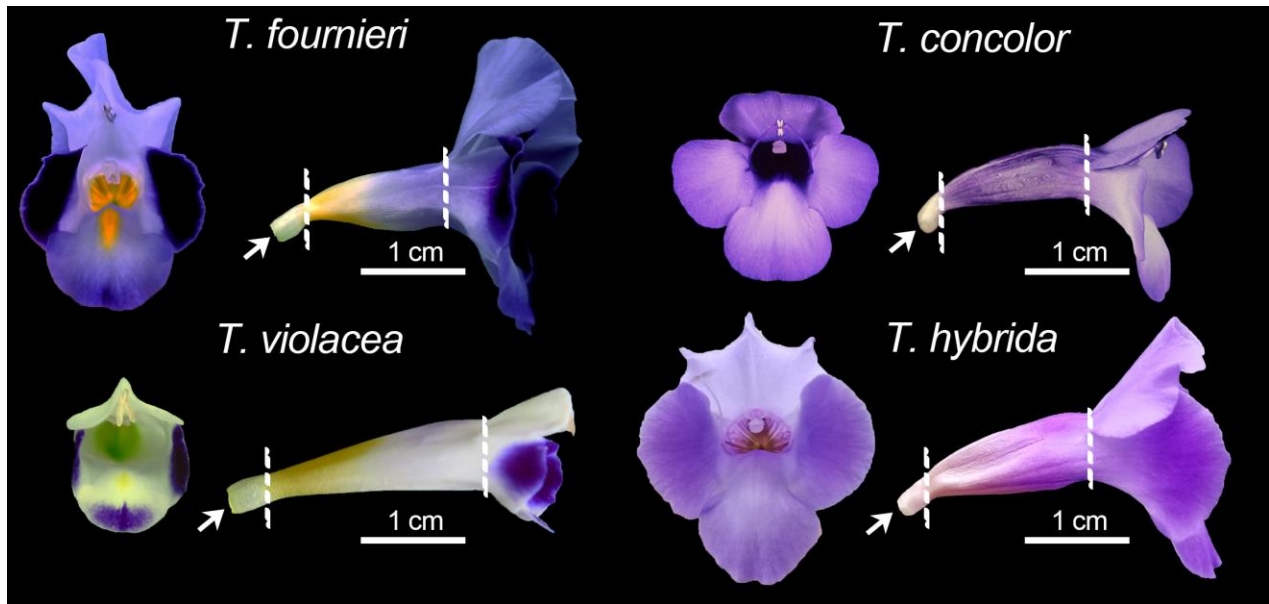 T. fournieri
1 cm
T. concolor
1 cm
T. violacea
1 cm
T. hybrida
1 cm